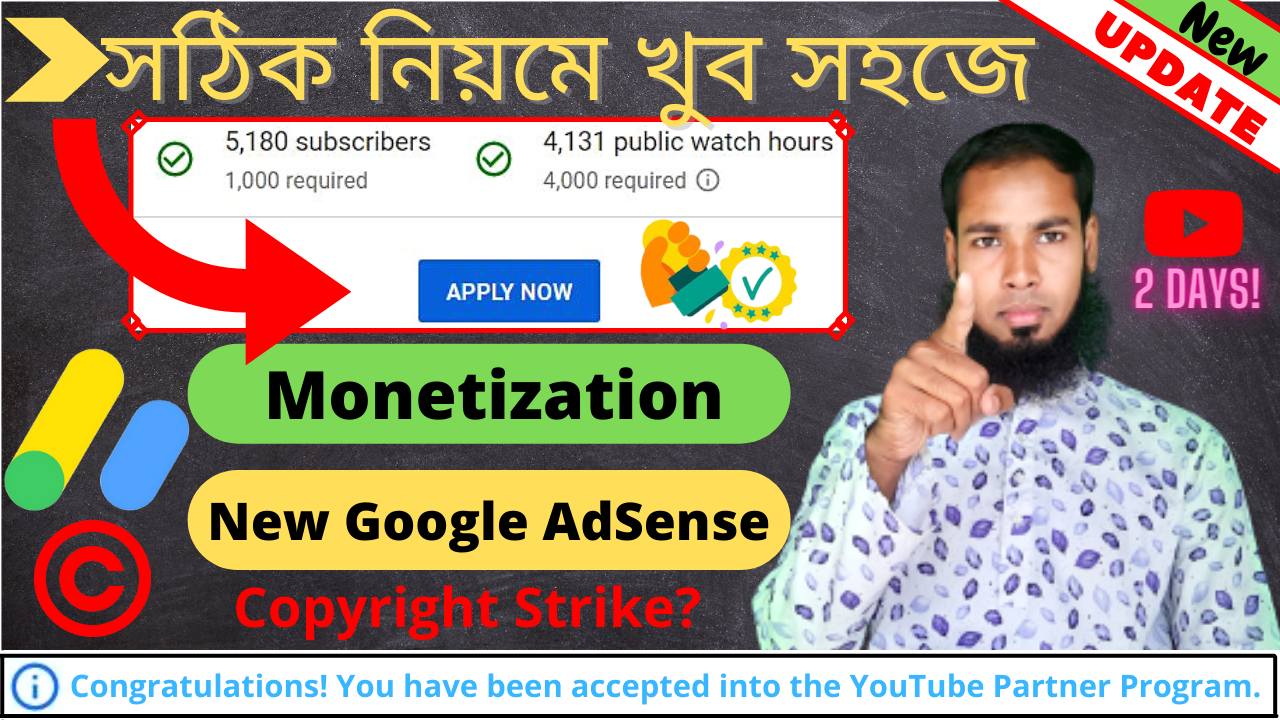 সঠিক নিয়মে খুব সহজে
New
UPDATE
5,180 subscribers
1,000 required
4,131 public watch hours
4,000 required
APPLY NOW
2 DAYS!
Monetization
New Google AdSense
Copyright Strike?
Congratulations! You have been accepted into the YouTube Partner Program.